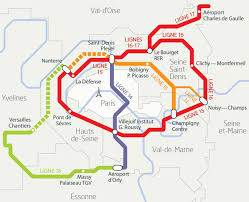 Val-d'Oise
LIGNE 17
Aéroport
Charles de Gaulle
Saint-Denis
Pleyel
LIGNES
16-17
LIGNE 16
Le Bourget
RER
Nanterre
Seine
Saint
Denis
La Défense
Bobigny
P. Picasso
LIGNE 15
Yvelines
Paris
LIGNE 14
Noisy—Champs
Versailles
Chantiers
Pont de
Sèvres
Hauts-
de-Seine
Villejuif Institut
G. Roussy
Champigny
Centre
Seine-
et-Marne
Val-de-Marne
LIGNE 18
Massy
Palaiseau TGV
Aéroport
d'Orly
Essonne